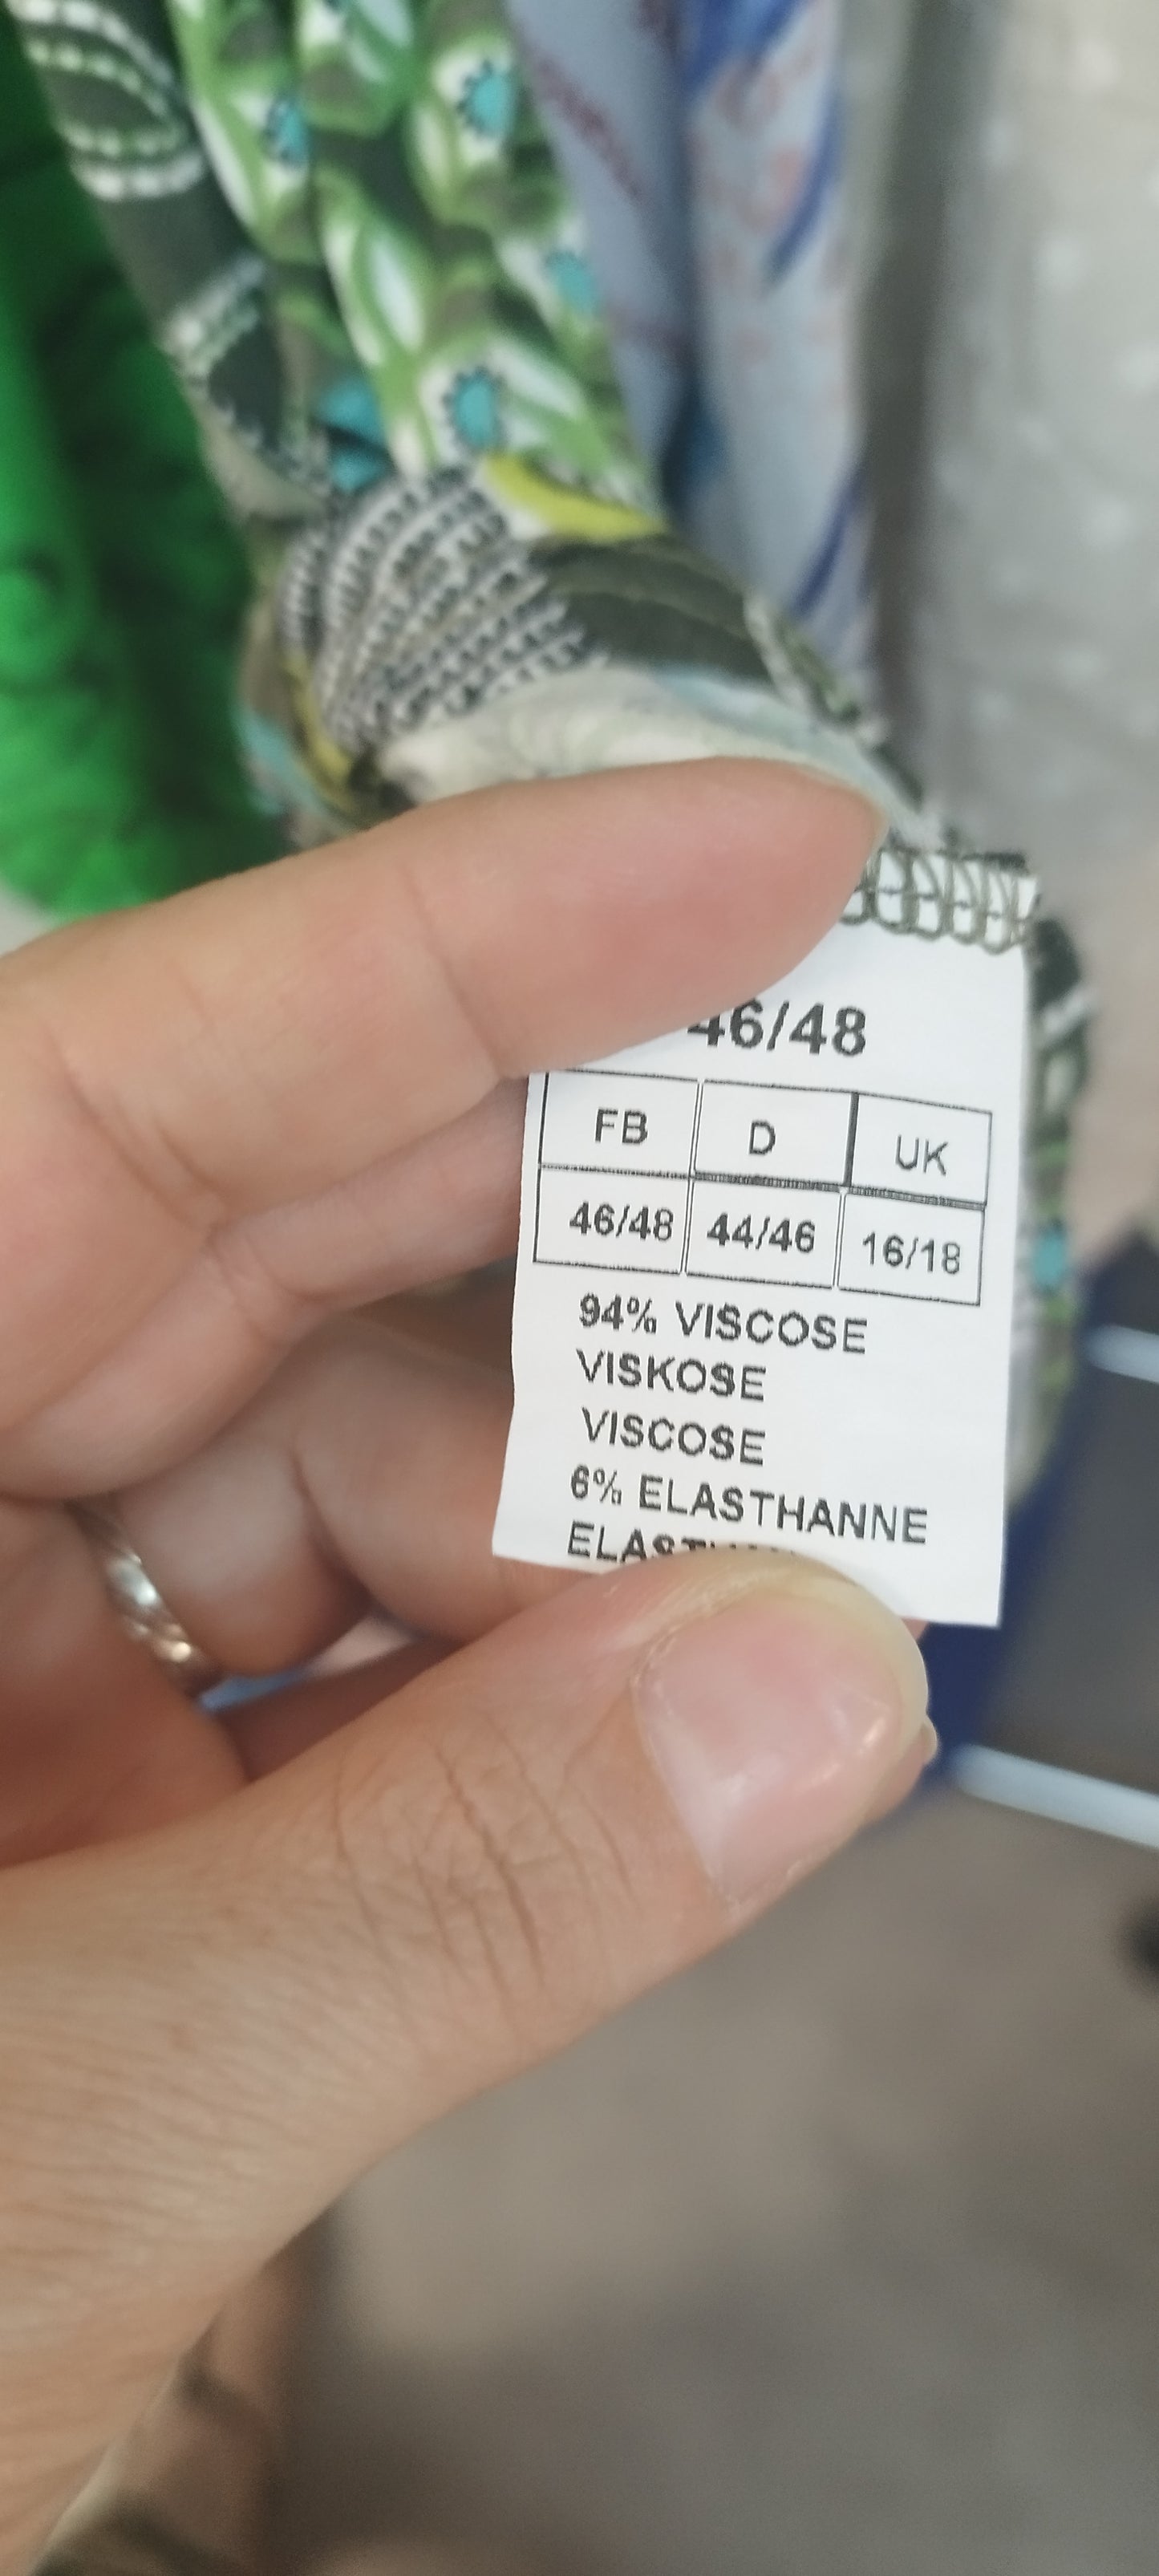 46/48
FB D UK
46/48 44/46 16/18
94% VISCOSE
VISKOSE
VISCOSE
6% ELASTHANNE